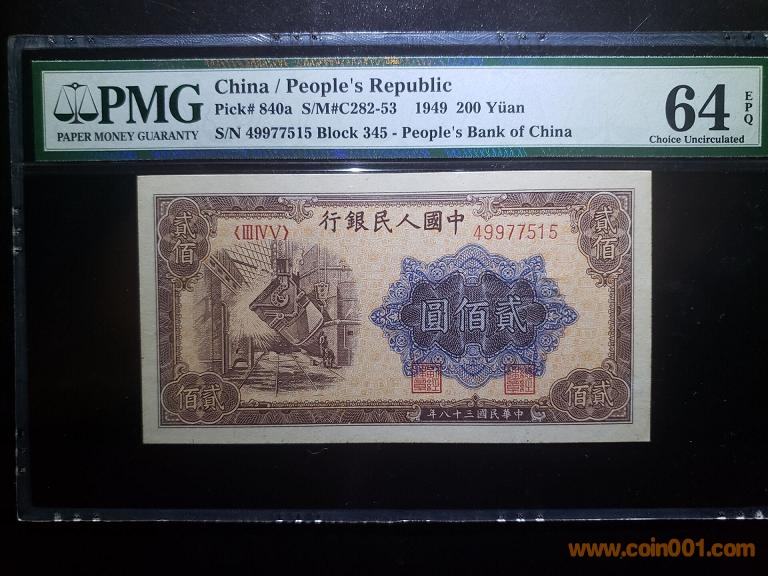 China / People's Republic
PMG
PAPER MONEY GUARANTY
Pick# 840a S/M#C282-53 1949 200 Yüan
S/N 49977515 Block 345 - People's Bank of China
64
EPQ
Choice Uncirculated
行銀民人國中
貳佰
貳佰
〈ⅢⅣⅤ〉
49977515
圓佰貳
佰貳
佰貳
年八十三國民華中
www.coin001.com